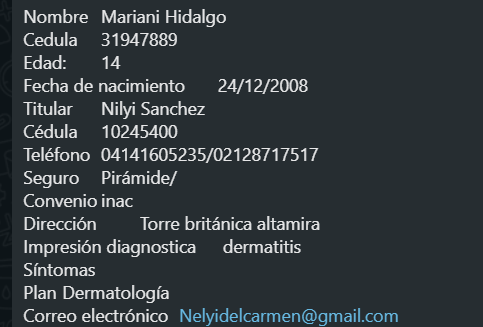 Nombre Mariani Hidalgo
Cedula 31947889
Edad: 14
Fecha de nacimiento 24/12/2008
Titular Nilyi Sanchez
Cédula 10245400
Teléfono 04141605235/02128717517
Seguro Pirámide/
Convenio inac
Dirección Torre británica altamira
Impresión diagnostica dermatitis
Síntomas
Plan Dermatología
Correo electrónico Nelyidelcarmen@gmail.com